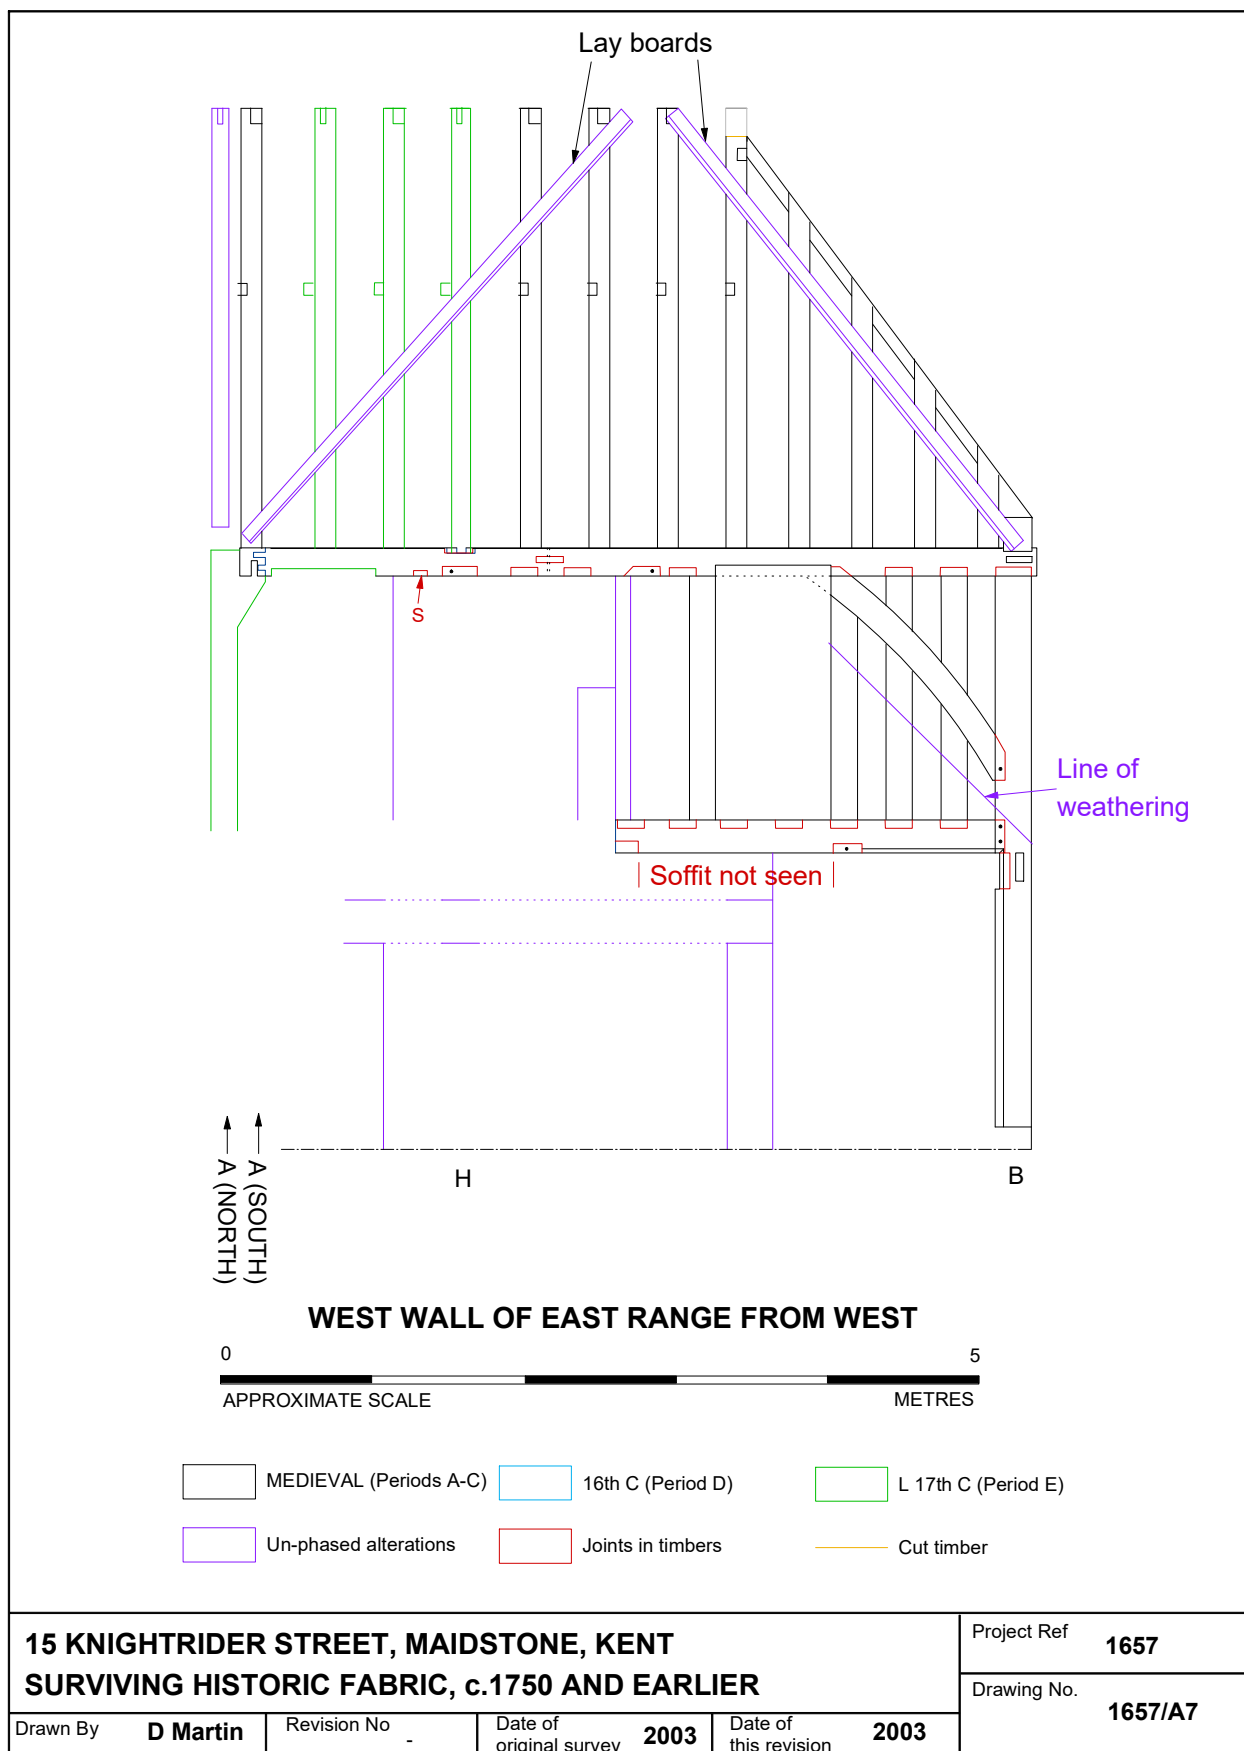 Lay boards
S
Line of
weathering
Soffit not seen
A (NORTH)
A (SOUTH)
H
B
WEST WALL OF EAST RANGE FROM WEST
0
5
APPROXIMATE SCALE
METRES
MEDIEVAL (Periods A-C)
16th C (Period D)
L 17th C (Period E)
Un-phased alterations
Joints in timbers
Cut timber
15 KNIGHTRIDER STREET, MAIDSTONE, KENT
SURVIVING HISTORIC FABRIC, c.1750 AND EARLIER
Project Ref 1657
Drawing No.
1657/A7
Drawn By D Martin
Revision No
-
Date of
original survey 2003
Date of
this revision 2003